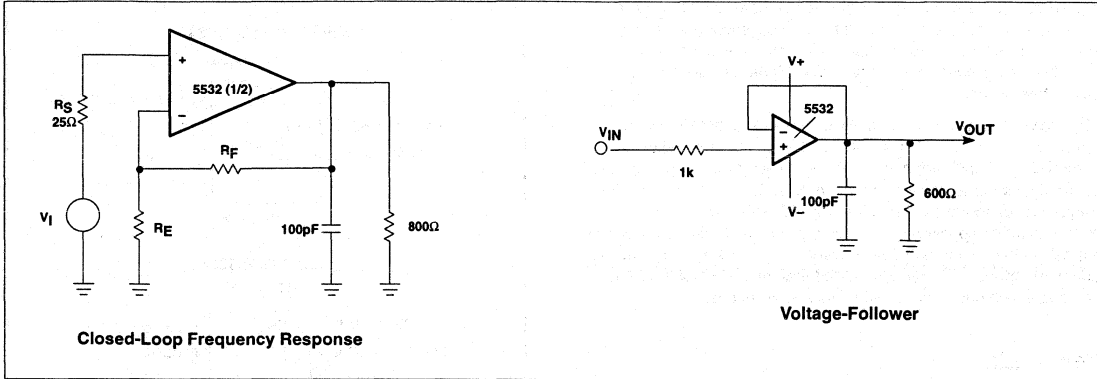 +
5532 (1/2)
−
RS
25Ω
RF
VI
RE
100pF
800Ω
Closed-Loop Frequency Response
V+
5532
VIN
−
+
VOUT
1k
V−
100pF
600Ω
Voltage-Follower